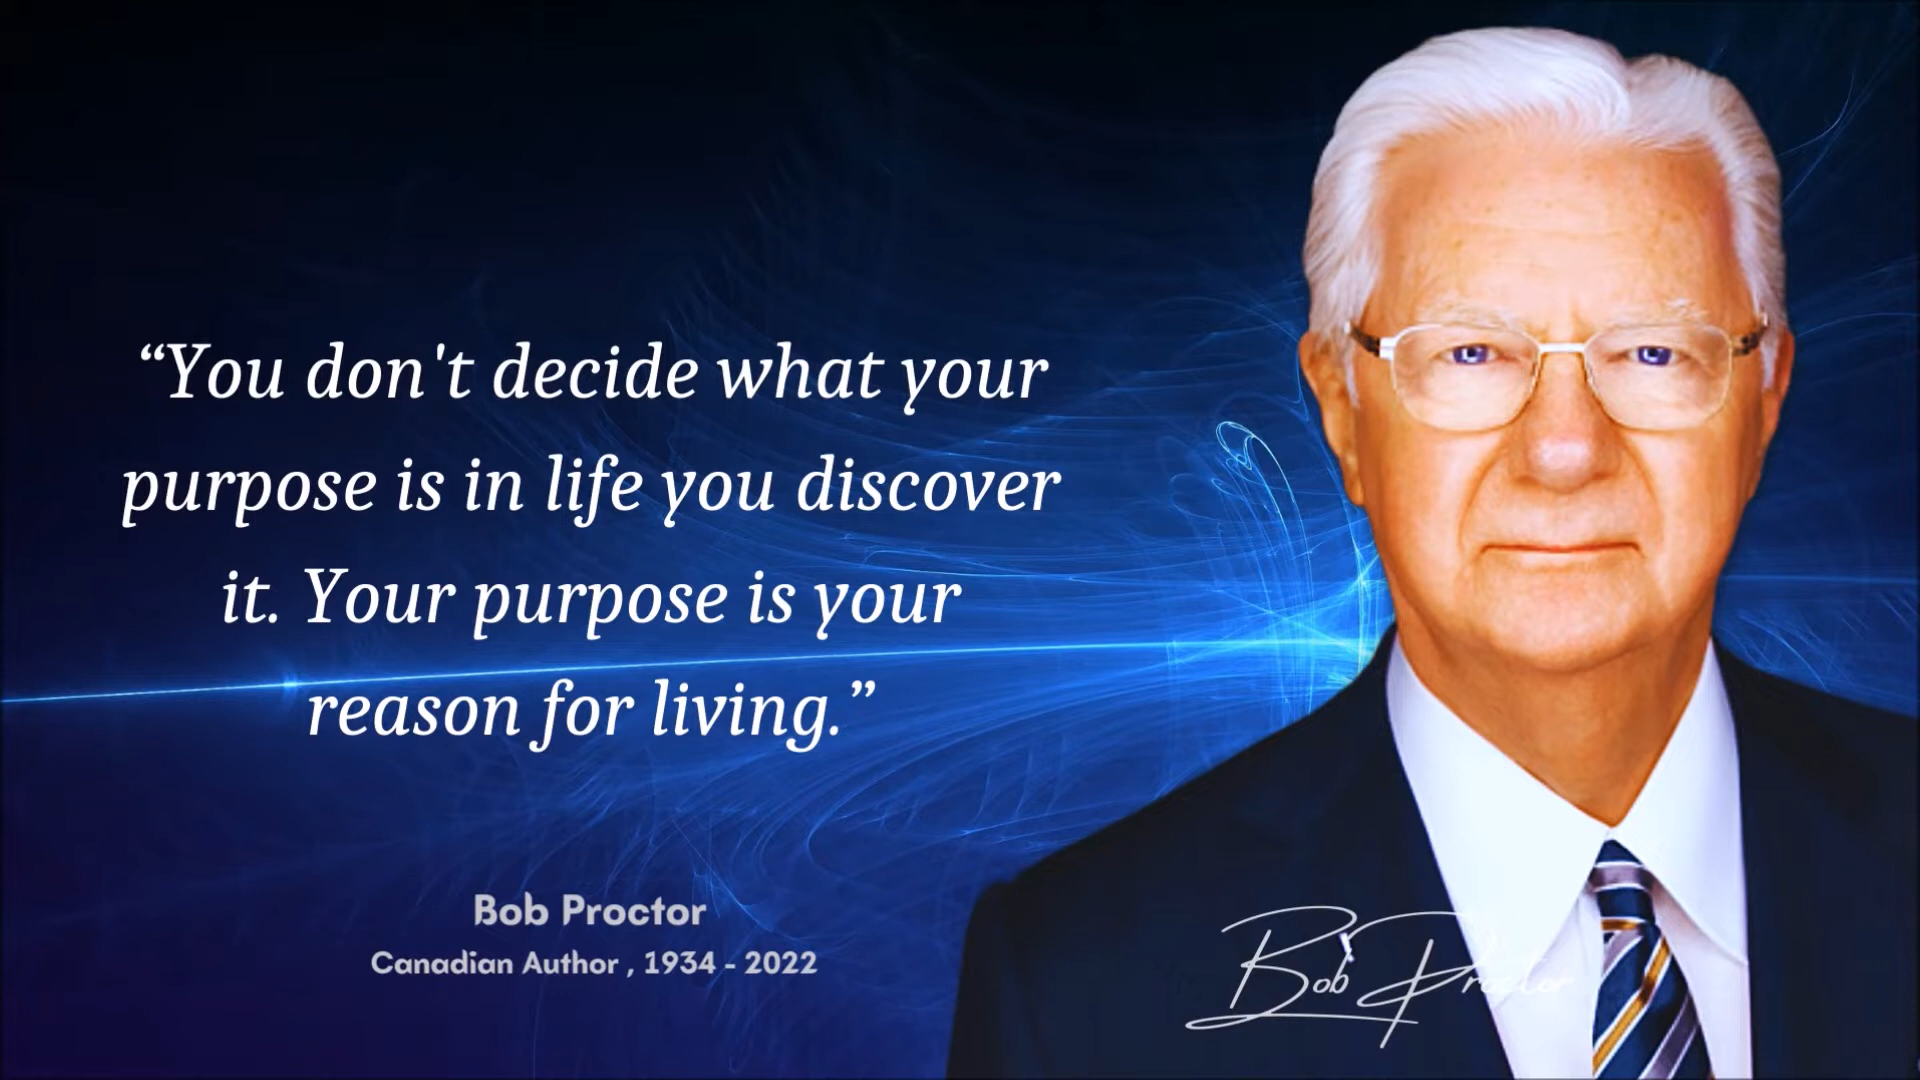 “You don't decide what your
purpose is in life you discover
it. Your purpose is your
reason for living.”
Bob Proctor
Canadian Author , 1934 - 2022
Bob Proctor